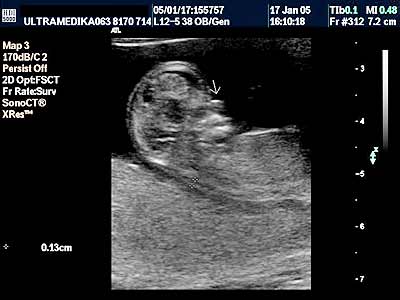 ULTRAMEDIKA063 8170 714
05/01/17:155757
L12-5 38 OB/Gen
17 Jan 05
16:10:18
TIb0.1 MI 0.48
Fr #312 7.2 cm
ATL
Map 3
170dB/C 2
Persist Off
2D Opt:FSCT
Fr Rate:Surv
SonoCT®
XRes™
3
4
5
6
7
0.13cm